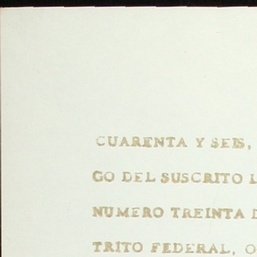 CUARENTA Y SEIS,
GO DEL SUSCRITO L
NUMERO TREINTA D
TRITO FEDERAL, O